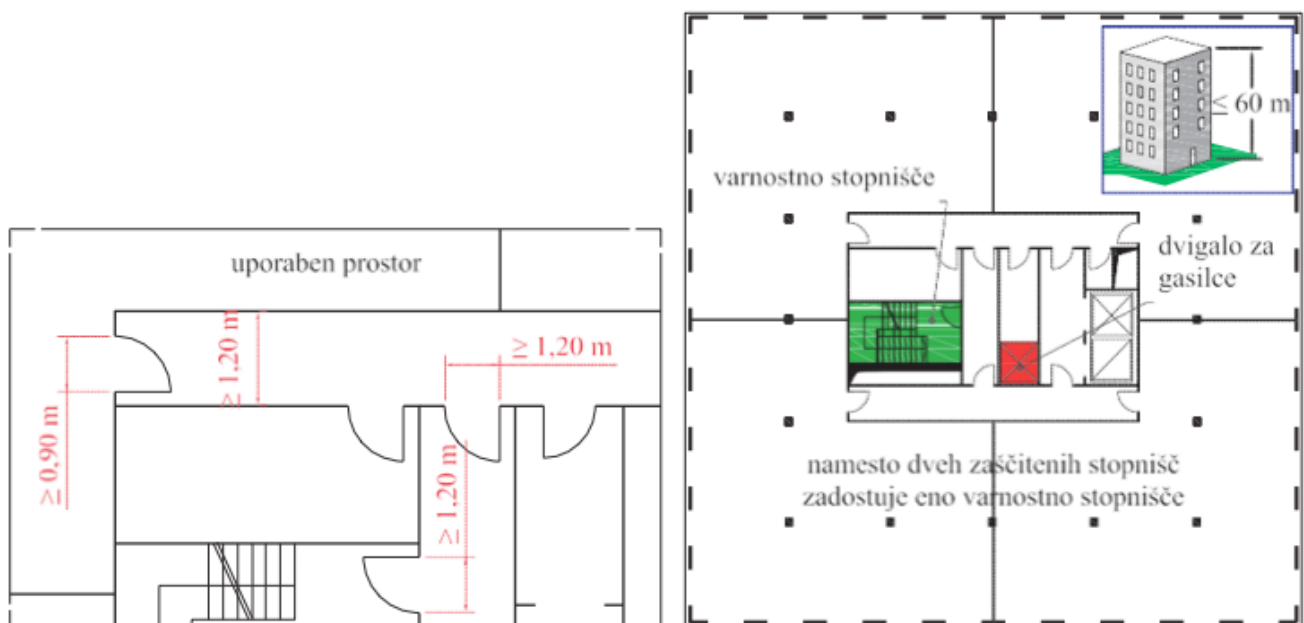 uporaben prostor
≥ 1,20 m
≥ 1,20 m
≥ 0,90 m
≥ 1,20 m
≤ 60 m
varnostno stopnišče
dvigalo za
gasilce
namesto dveh zaščitenih stopnišč
zadostuje eno varnostno stopnišče